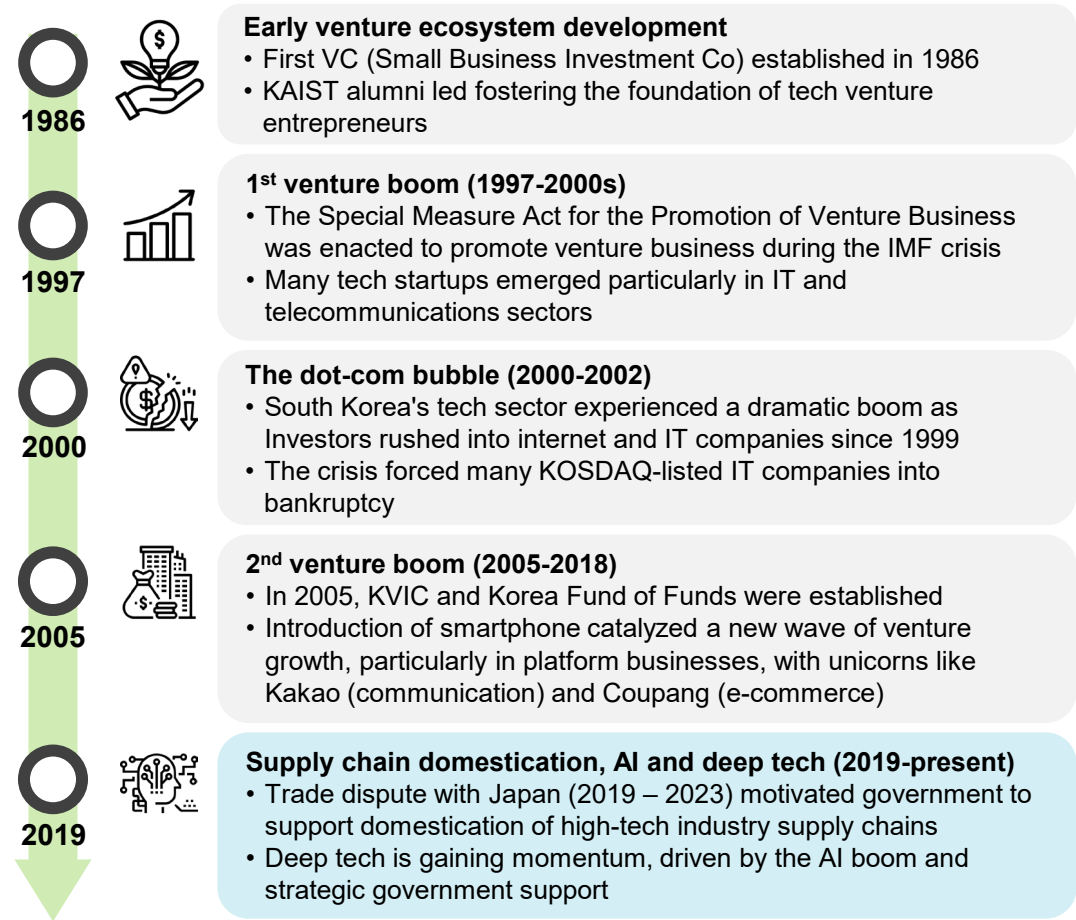 Early venture ecosystem development
• First VC (Small Business Investment Co) established in 1986
• KAIST alumni led fostering the foundation of tech venture
entrepreneurs
1986
1st venture boom (1997-2000s)
• The Special Measure Act for the Promotion of Venture Business
was enacted to promote venture business during the IMF crisis
• Many tech startups emerged particularly in IT and
telecommunications sectors
1997
The dot-com bubble (2000-2002)
• South Korea's tech sector experienced a dramatic boom as
Investors rushed into internet and IT companies since 1999
• The crisis forced many KOSDAQ-listed IT companies into
bankruptcy
2000
2nd venture boom (2005-2018)
• In 2005, KVIC and Korea Fund of Funds were established
• Introduction of smartphone catalyzed a new wave of venture
growth, particularly in platform businesses, with unicorns like
Kakao (communication) and Coupang (e-commerce)
2005
Supply chain domestication, AI and deep tech (2019-present)
• Trade dispute with Japan (2019 – 2023) motivated government to
support domestication of high-tech industry supply chains
• Deep tech is gaining momentum, driven by the AI boom and
strategic government support
2019